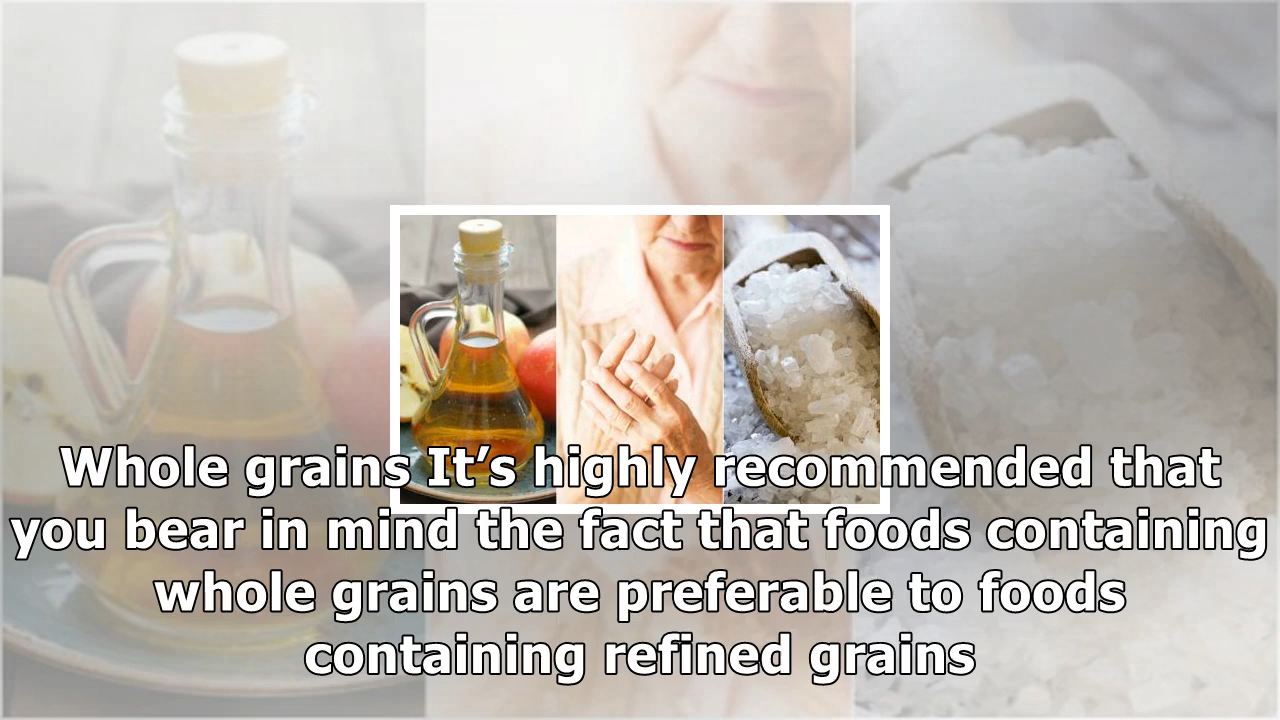 Whole grains It’s highly recommended that
you bear in mind the fact that foods containing
whole grains are preferable to foods
containing refined grains